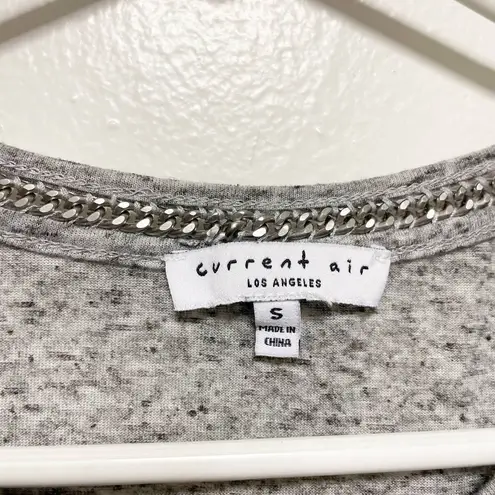 current air
LOS ANGELES
S
MADE IN
CHINA